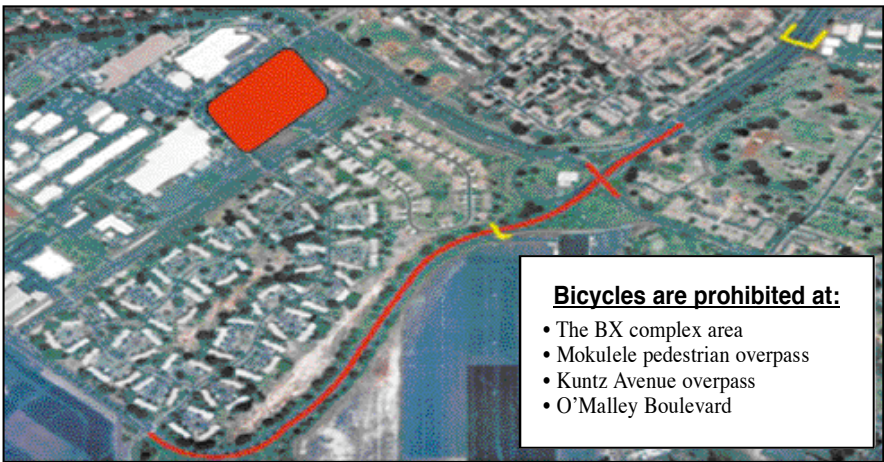 Bicycles are prohibited at:
• The BX complex area
• Mokulele pedestrian overpass
• Kuntz Avenue overpass
• O’Malley Boulevard